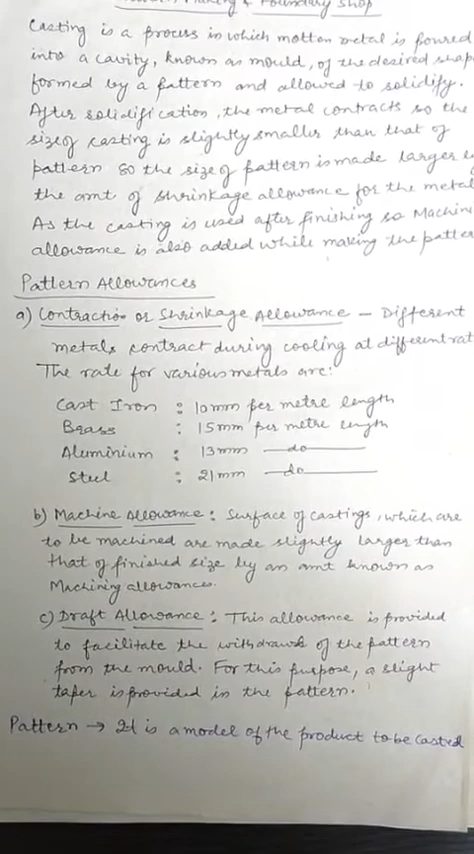 Making & Foundry Shop
Casting is a process in which molten metal is poured
into a cavity, known as mould, of the desired shap
formed by a pattern and allowed to solidify.
After solidification, the metal contracts so the
size of casting is slightly smaller than that of
pattern so the size of pattern is made larger
the amt of shrinkage allowance for the metal
As the casting is used after finishing so Machine
allowance is also added while making the patter
Pattern Allowances
a) Contraction or Shrinkage Allowance - Different
metals contract during cooling at different rat
The rate for various metals are:
Cast Iron : 10mm per metre length
Brass : 15mm per metre length
Aluminium : 13mm —do—
Steel : 21mm —do—
b) Machine Allowance : Surface of castings, which are
to be machined are made slightly larger than
that of finished size by an amt known as
Machining allowances.
c) Draft Allowance : This allowance is provided
to facilitate the withdrawl of the pattern
from the mould. For this purpose, a slight
taper is provided in the pattern.
Pattern → It is a model of the product to be casted